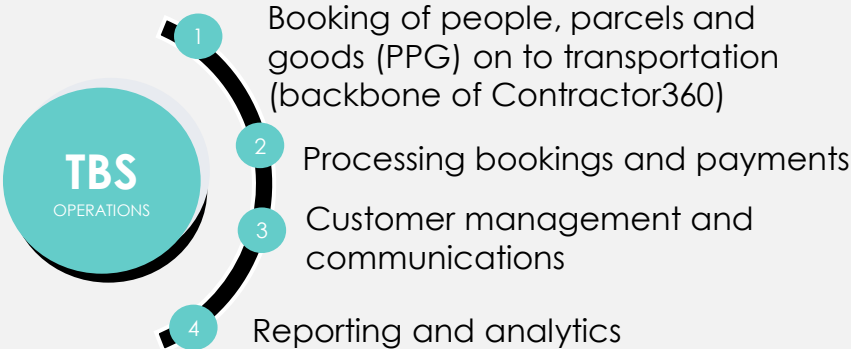 TBS
OPERATIONS
1
Booking of people, parcels and
goods (PPG) on to transportation
(backbone of Contractor360)
2
Processing bookings and payments
3
Customer management and
communications
4
Reporting and analytics